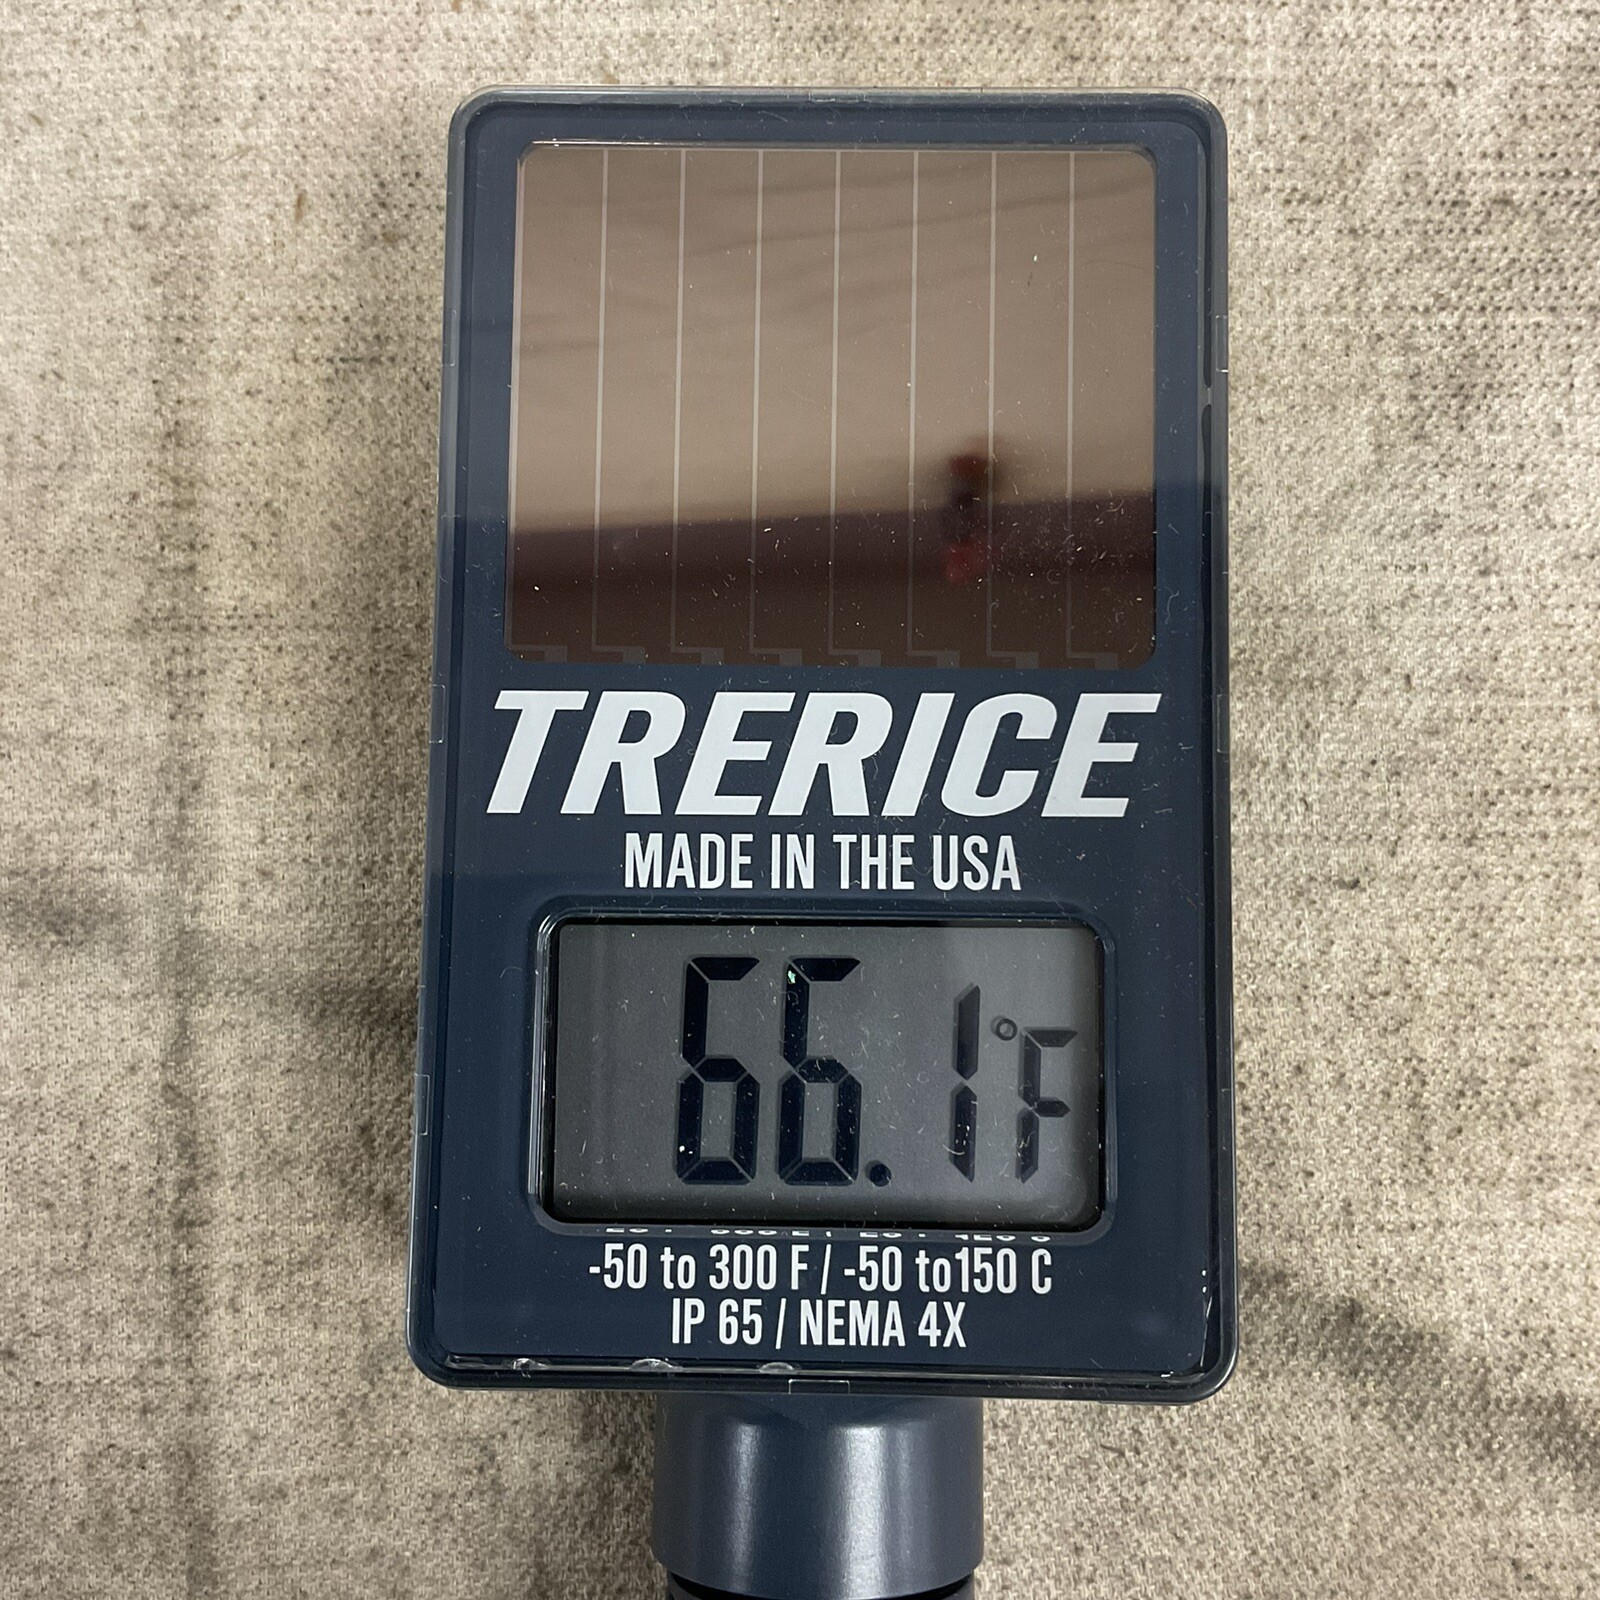 TRERICE
MADE IN THE USA
66.1°F
-50 to 300 F / -50 to150 C
IP 65 / NEMA 4X